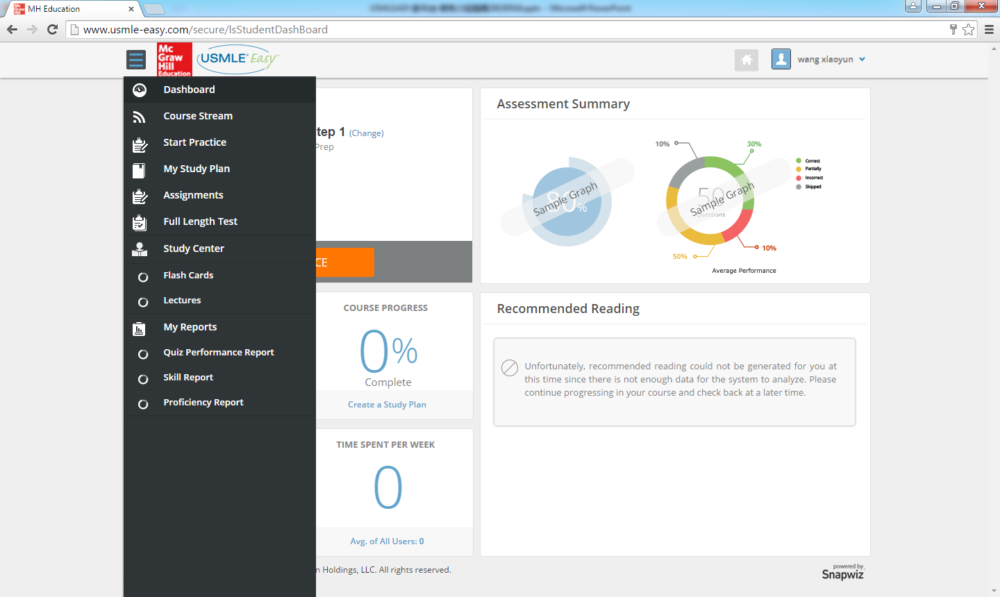 MH Education
www.usmle-easy.com/secure/lsStudentDashBoard
Mc
Graw
Hill
Education
USMLE® Easy™
wang xiaoyun
Dashboard
Course Stream
Start Practice
My Study Plan
Assignments
Full Length Test
Study Center
Flash Cards
Lectures
My Reports
Quiz Performance Report
Skill Report
Proficiency Report
tep 1 (Change)
Prep
CE
COURSE PROGRESS
0%
Complete
Create a Study Plan
TIME SPENT PER WEEK
0
Avg. of All Users: 0
Assessment Summary
80%
Sample Graph
10%
30%
50
Questions
Sample Graph
50%
10%
Average Performance
Correct
Partially
Incorrect
Skipped
Recommended Reading
Unfortunately, recommended reading could not be generated for you at
this time since there is not enough data for the system to analyze. Please
continue progressing in your course and check back at a later time.
n Holdings, LLC. All rights reserved.
powered by
Snapwiz